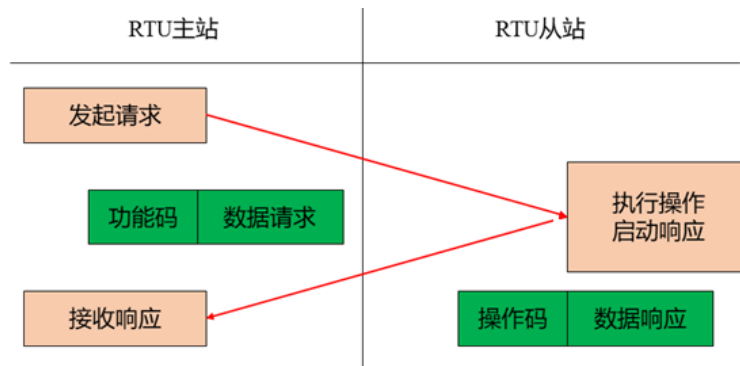 RTU主站
RTU从站
发起请求
功能码
数据请求
执行操作
启动响应
接收响应
操作码
数据响应